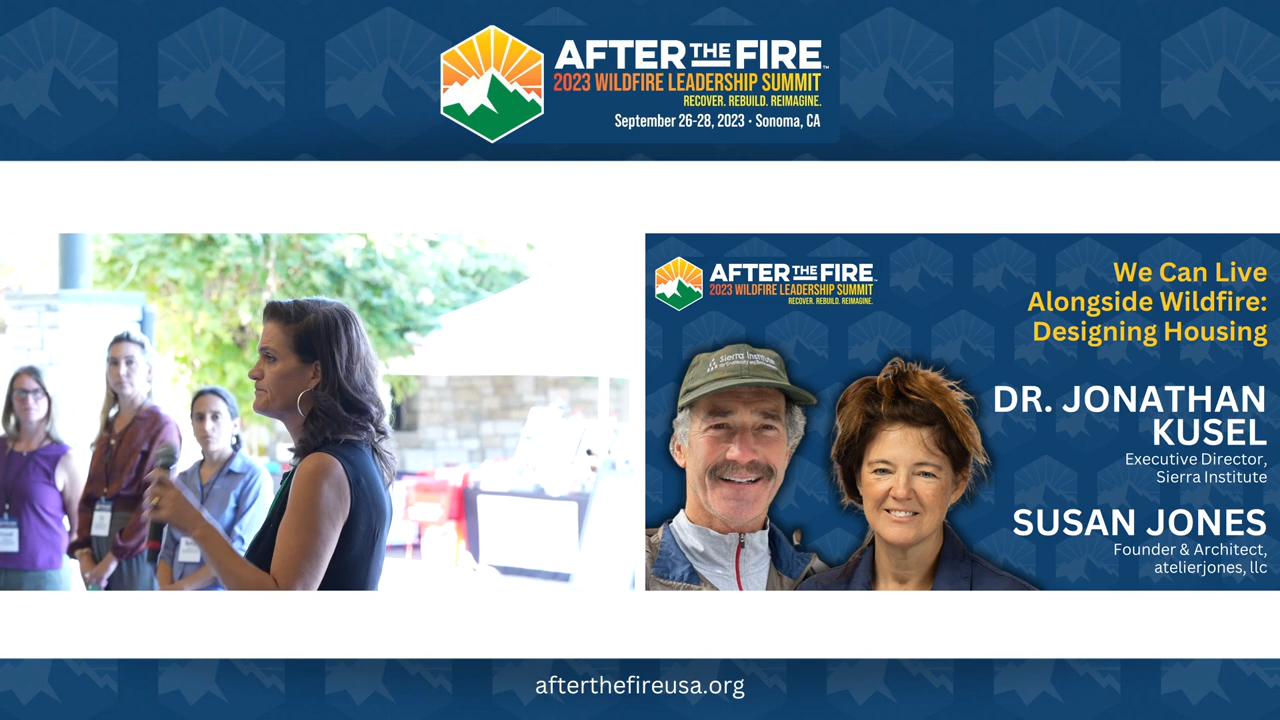 AFTER THE FIRE™
2023 WILDFIRE LEADERSHIP SUMMIT
RECOVER. REBUILD. REIMAGINE.
September 26-28, 2023 • Sonoma, CA
AFTER THE FIRE™
2023 WILDFIRE LEADERSHIP SUMMIT
RECOVER. REBUILD. REIMAGINE.
We Can Live
Alongside Wildfire:
Designing Housing
Sierra Institute
DR. JONATHAN
KUSEL
Executive Director,
Sierra Institute
SUSAN JONES
Founder & Architect,
atelierjones, llc
afterthefireusa.org